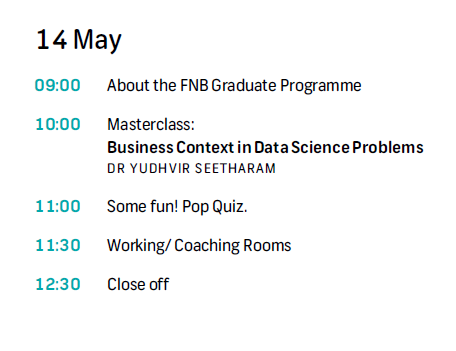 14 May
09:00 About the FNB Graduate Programme
10:00 Masterclass:
Business Context in Data Science Problems
DR YUDHVIR SEETHARAM
11:00 Some fun! Pop Quiz.
11:30 Working/ Coaching Rooms
12:30 Close off